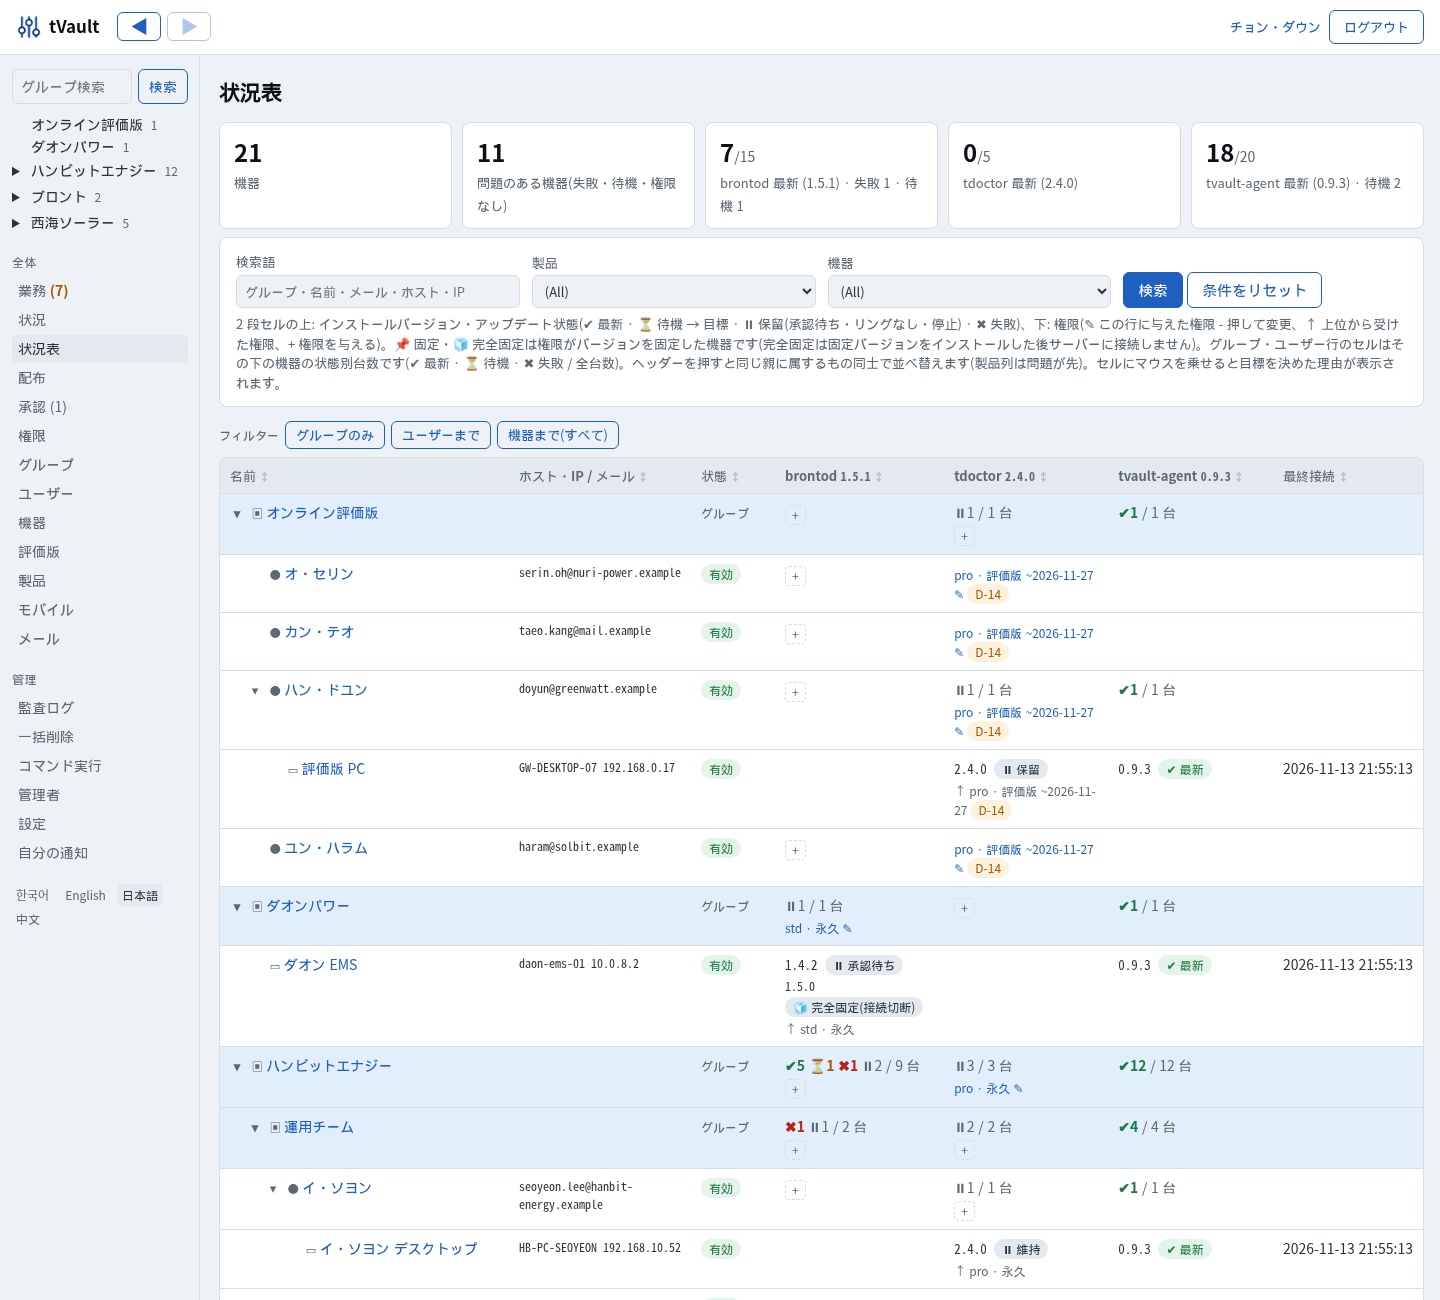 tVault ◀ ▶ チョン・ダウン ログアウト
グループ検索 検索
オンライン評価版 1
ダオンパワー 1
▶ ハンビットエナジー 12
▶ ブロント 2
▶ 西海ソーラー 5
全体
業務 (7)
状況
状況表
配布
承認 (1)
権限
グループ
ユーザー
機器
評価版
製品
モバイル
メール
管理
監査ログ
一括削除
コマンド実行
管理者
設定
自分の通知
한국어 English 日本語
中文
状況表
21
機器
11
問題のある機器(失敗・待機・権限
なし)
7/15
brontod 最新 (1.5.1) · 失敗 1 · 待
機 1
0/5
tdoctor 最新 (2.4.0)
18/20
tvault-agent 最新 (0.9.3) · 待機 2
検索語 製品 機器
グループ・名前・メール・ホスト・IP (All) (All) 検索 条件をリセット
2 段セルの上: インストールバージョン・アップデート状態(✔ 最新 · ⏳ 待機 → 目標 · ⏸ 保留(承認待ち・リングなし・停止) · ✖ 失敗)、下: 権限(✎ この行に与えた権限 - 押して変更、↑ 上位から受け
た権限、+ 権限を与える)。📌 固定・🧊 完全固定は権限がバージョンを固定した機器です(完全固定は固定バージョンをインストールした後サーバーに接続しません)。グループ・ユーザー行のセルはそ
の下の機器の状態別台数です(✔ 最新 · ⏳ 待機 · ✖ 失敗 / 全台数)。ヘッダーを押すと同じ親に属するもの同士で並べ替えます(製品列は問題が先)。セルにマウスを乗せると目標を決めた理由が表示さ
れます。
フィルター グループのみ ユーザーまで 機器まで(すべて)
名前 ↕ ホスト・IP / メール ↕ 状態 ↕ brontod 1.5.1 ↕ tdoctor 2.4.0 ↕ tvault-agent 0.9.3 ↕ 最終接続 ↕
▼ オンライン評価版 グループ + ⏸1 / 1 台 ✔1 / 1 台
+
● オ・セリン serin.oh@nuri-power.example 有効 + pro · 評価版 ~2026-11-27
✎ D-14
● カン・テオ taeo.kang@mail.example 有効 + pro · 評価版 ~2026-11-27
✎ D-14
▼ ● ハン・ドユン doyun@greenwatt.example 有効 + ⏸1 / 1 台 ✔1 / 1 台
pro · 評価版 ~2026-11-27
✎ D-14
▭ 評価版 PC GW-DESKTOP-07 192.168.0.17 有効 2.4.0 ⏸ 保留 0.9.3 ✔ 最新 2026-11-13 21:55:13
↑ pro · 評価版 ~2026-11-
27 D-14
● ユン・ハラム haram@solbit.example 有効 + pro · 評価版 ~2026-11-27
✎ D-14
▼ ダオンパワー グループ ⏸1 / 1 台 + ✔1 / 1 台
std · 永久 ✎
▭ ダオン EMS daon-ems-01 10.0.8.2 有効 1.4.2 ⏸ 承認待ち 0.9.3 ✔ 最新 2026-11-13 21:55:13
1.5.0
🧊 完全固定(接続切断)
↑ std · 永久
▼ ハンビットエナジー グループ ✔5 ⏳1 ✖1 ⏸2 / 9 台 ⏸3 / 3 台 ✔12 / 12 台
+ pro · 永久 ✎
▼ 運用チーム グループ ✖1 ⏸1 / 2 台 ⏸2 / 2 台 ✔4 / 4 台
+ +
▼ ● イ・ソヨン seoyeon.lee@hanbit- 有効 + ⏸1 / 1 台 ✔1 / 1 台
energy.example +
▭ イ・ソヨン デスクトップ HB-PC-SEOYEON 192.168.10.52 有効 2.4.0 ⏸ 維持 0.9.3 ✔ 最新 2026-11-13 21:55:13
↑ pro · 永久